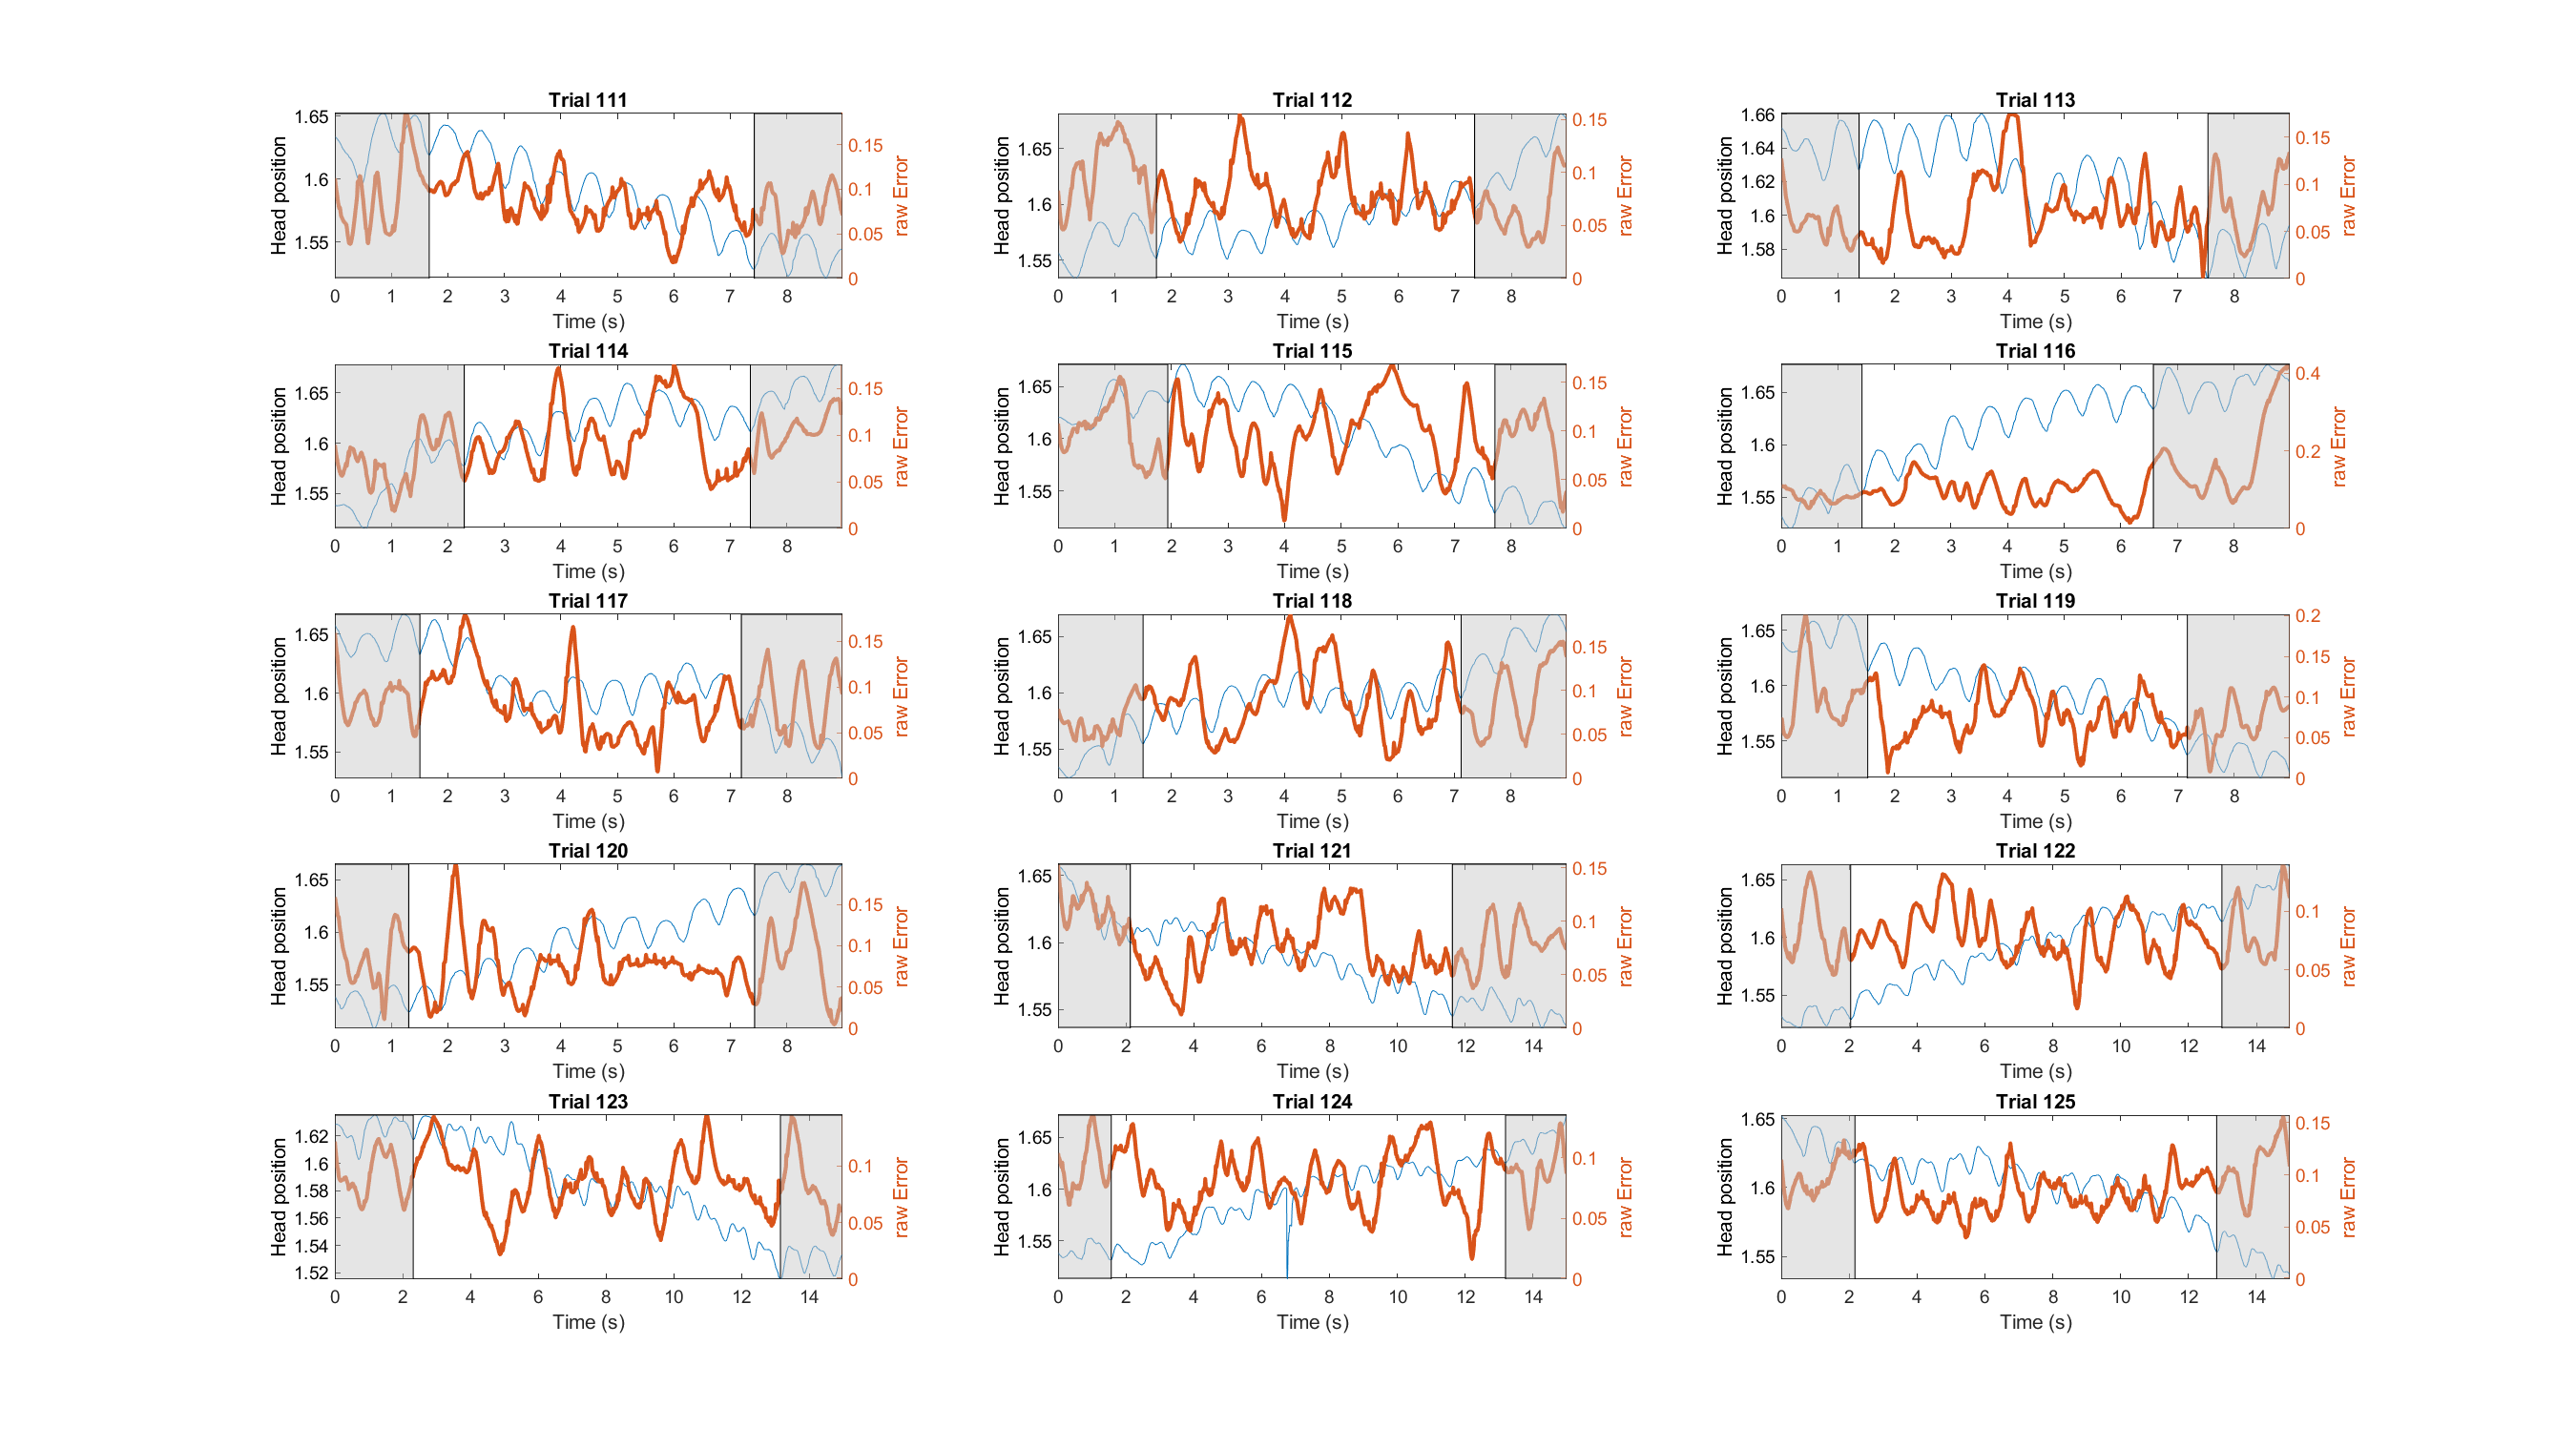 Trial 111
Head position
1.65
1.6
1.55
0.15
0.1
0.05
0
raw Error
0 1 2 3 4 5 6 7 8
Time (s)
Trial 112
Head position
1.65
1.6
1.55
0.15
0.1
0.05
0
raw Error
0 1 2 3 4 5 6 7 8
Time (s)
Trial 113
Head position
1.66
1.64
1.62
1.6
1.58
0.15
0.1
0.05
0
raw Error
0 1 2 3 4 5 6 7 8
Time (s)
Trial 114
Head position
1.65
1.6
1.55
0.15
0.1
0.05
0
raw Error
0 1 2 3 4 5 6 7 8
Time (s)
Trial 115
Head position
1.65
1.6
1.55
0.15
0.1
0.05
0
raw Error
0 1 2 3 4 5 6 7 8
Time (s)
Trial 116
Head position
1.65
1.6
1.55
0.4
0.2
0
raw Error
0 1 2 3 4 5 6 7 8
Time (s)
Trial 117
Head position
1.65
1.6
1.55
0.15
0.1
0.05
0
raw Error
0 1 2 3 4 5 6 7 8
Time (s)
Trial 118
Head position
1.65
1.6
1.55
0.15
0.1
0.05
0
raw Error
0 1 2 3 4 5 6 7 8
Time (s)
Trial 119
Head position
1.65
1.6
1.55
0.2
0.15
0.1
0.05
0
raw Error
0 1 2 3 4 5 6 7 8
Time (s)
Trial 120
Head position
1.65
1.6
1.55
0.15
0.1
0.05
0
raw Error
0 1 2 3 4 5 6 7 8
Time (s)
Trial 121
Head position
1.65
1.6
1.55
0.15
0.1
0.05
0
raw Error
0 2 4 6 8 10 12 14
Time (s)
Trial 122
Head position
1.65
1.6
1.55
0.1
0.05
0
raw Error
0 2 4 6 8 10 12 14
Time (s)
Trial 123
Head position
1.62
1.6
1.58
1.56
1.54
1.52
0.1
0.05
0
raw Error
0 2 4 6 8 10 12 14
Time (s)
Trial 124
Head position
1.65
1.6
1.55
0.1
0.05
0
raw Error
0 2 4 6 8 10 12 14
Time (s)
Trial 125
Head position
1.65
1.6
1.55
0.15
0.1
0.05
0
raw Error
0 2 4 6 8 10 12 14
Time (s)